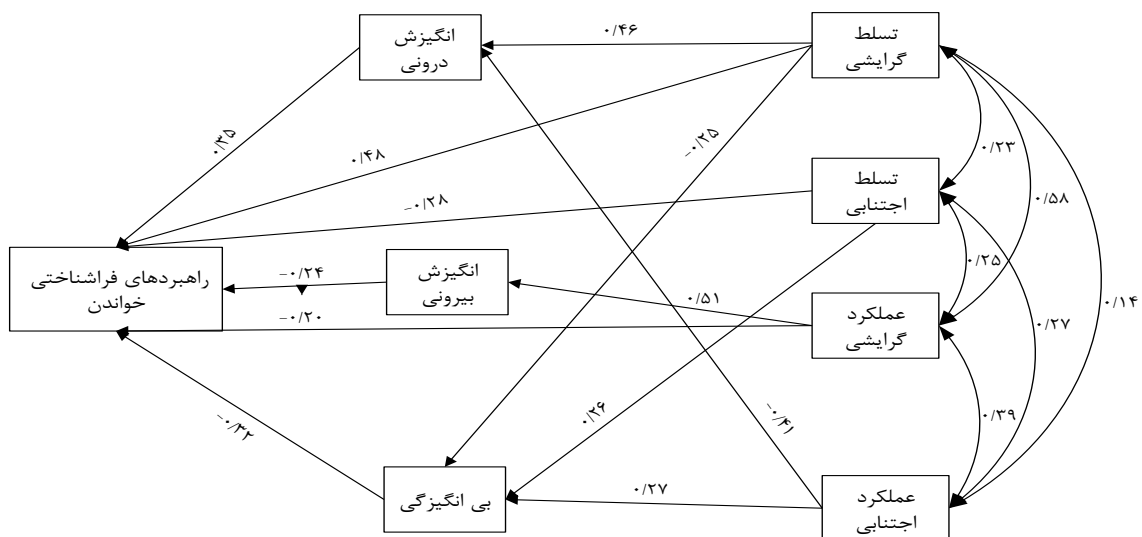 تسلط
گرایشی
۰/۴۶
انگیزش
درونی
-۰/۲۵
۰/۳۵
۰/۴۸
۰/۲۳
تسلط
اجتنابی
۰/۵۸
-۰/۲۸
۰/۲۵
انگیزش
بیرونی
-۰/۲۴
راهبردهای فراشناختی
خواندن
۰/۵۱
۰/۱۴
۰/۲۷
عملکرد
گرایشی
-۰/۲۰
۰/۳۹
۰/۲۶
-۰/۴۱
-۰/۳۲
۰/۲۷
بی انگیزگی
عملکرد
اجتنابی